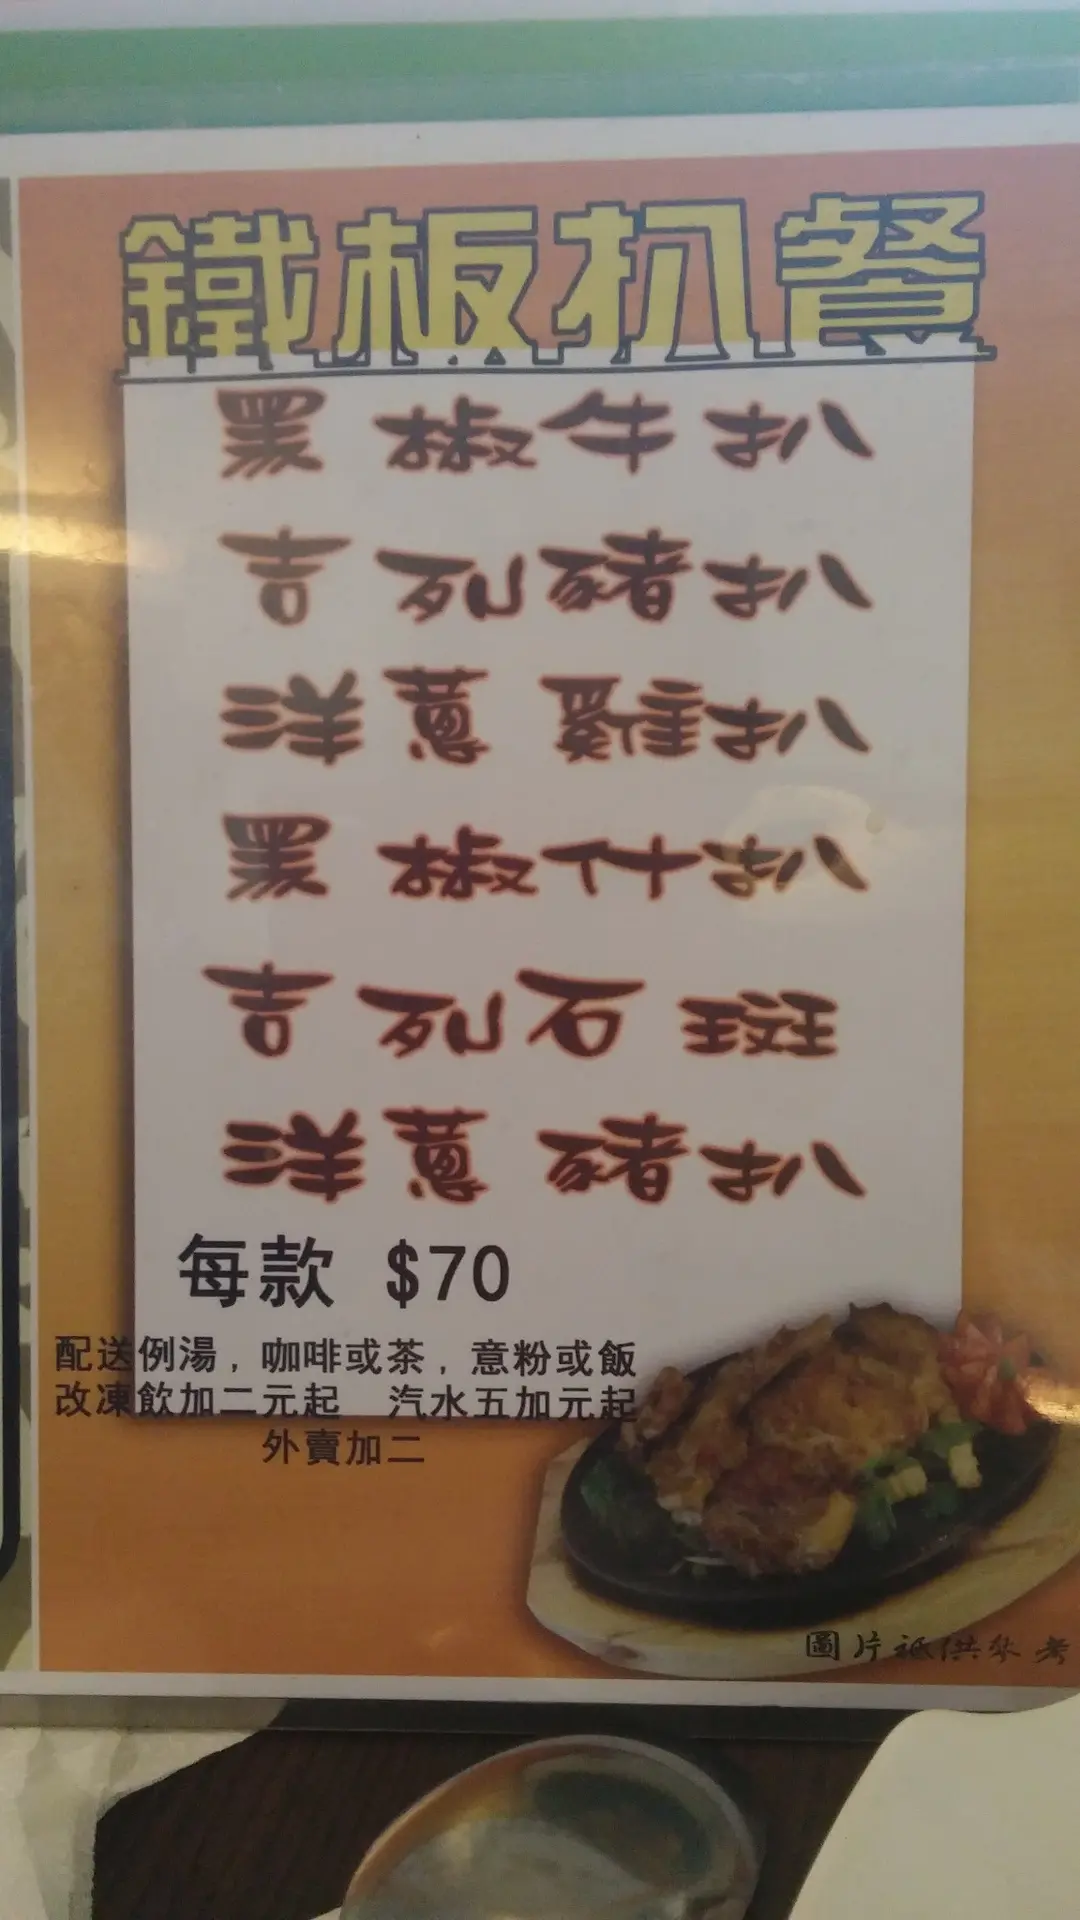 鐵板扒餐
黑椒牛扒
吉列豬扒
洋蔥雞扒
黑椒什扒
吉列石斑
洋蔥豬扒
每款 $70
配送例湯，咖啡或茶，意粉或飯
改凍飲加二元起 汽水五加元起
外賣加二
圖片祗供參考